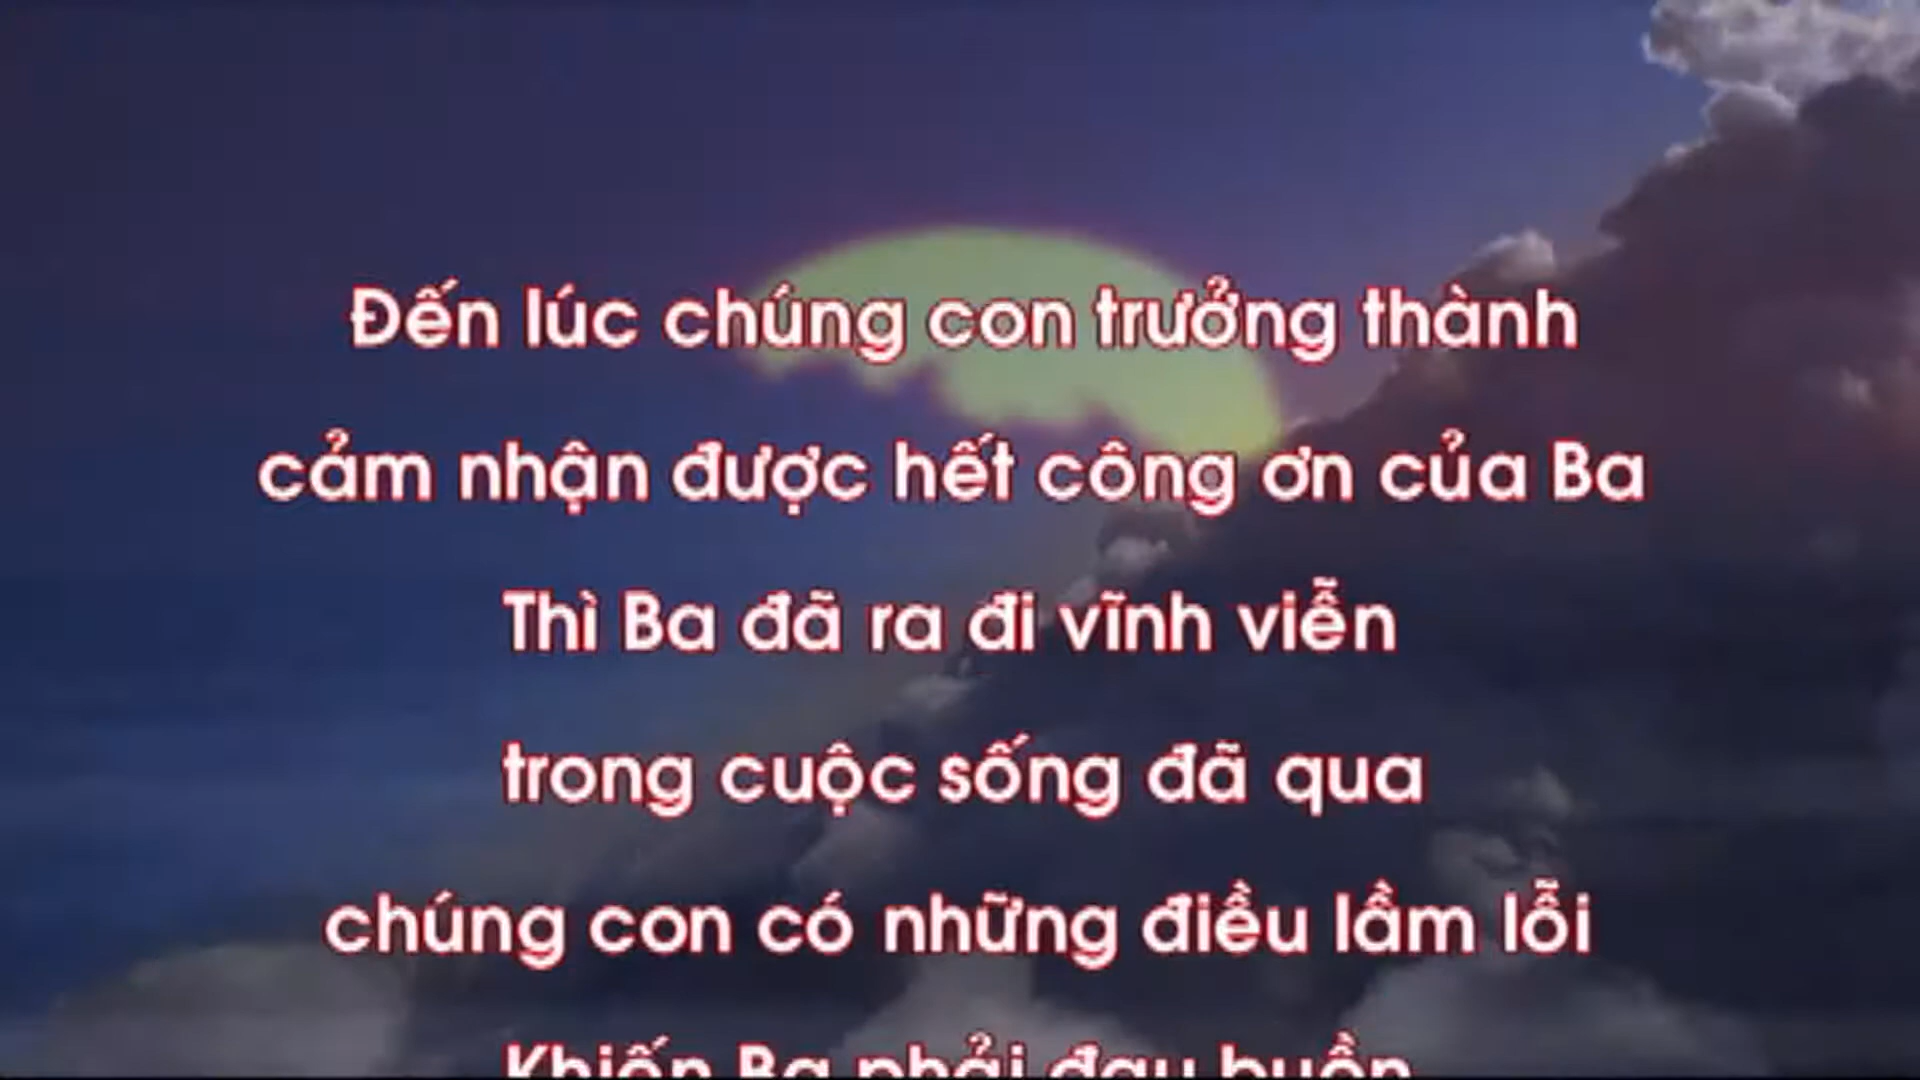 Đến lúc chúng con trưởng thành
cảm nhận được hết công ơn của Ba
Thì Ba đã ra đi vĩnh viễn
trong cuộc sống đã qua
chúng con có những điều lầm lỗi
Khiến Ba phải đau buồn